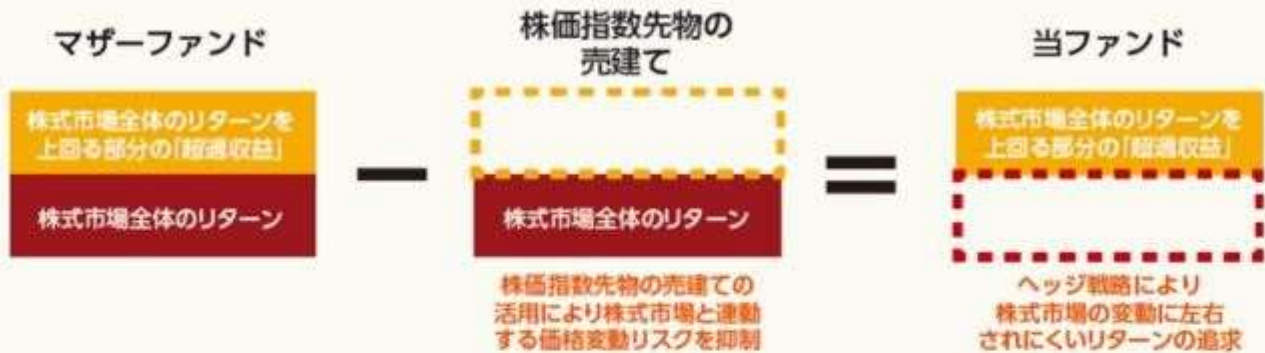 マザーファンド
株式市場全体のリターンを
上回る部分の「超過収益」
株式市場全体のリターン
株価指数先物の
売建て
株式市場全体のリターン
株価指数先物の売建ての
活用により株式市場と連動
する価格変動リスクを抑制
当ファンド
株式市場全体のリターンを
上回る部分の「超過収益」
ヘッジ戦略により
株式市場の変動に左右
されにくいリターンの追求